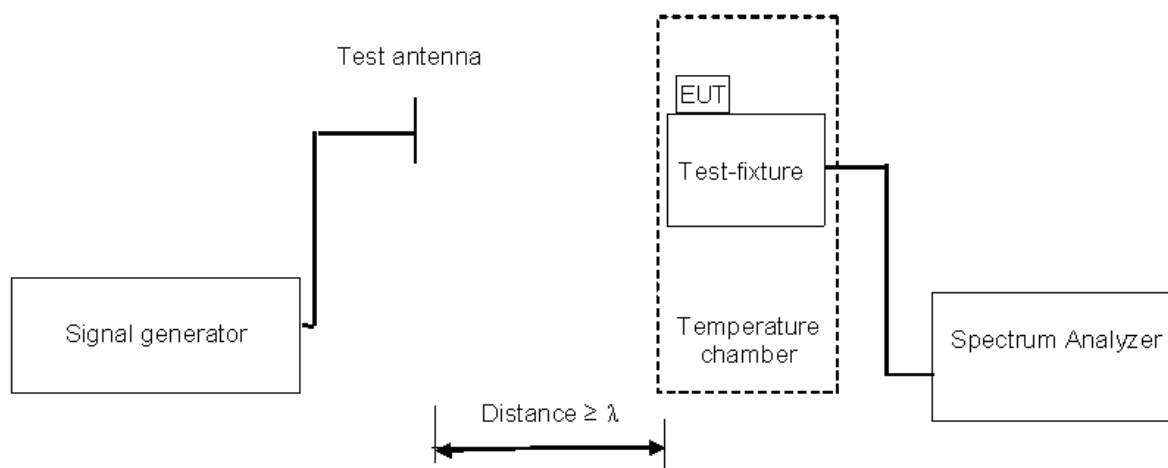 Test antenna
EUT
Test-fixture
Signal generator
Temperature
chamber
Spectrum Analyzer
Distance ≥ λ